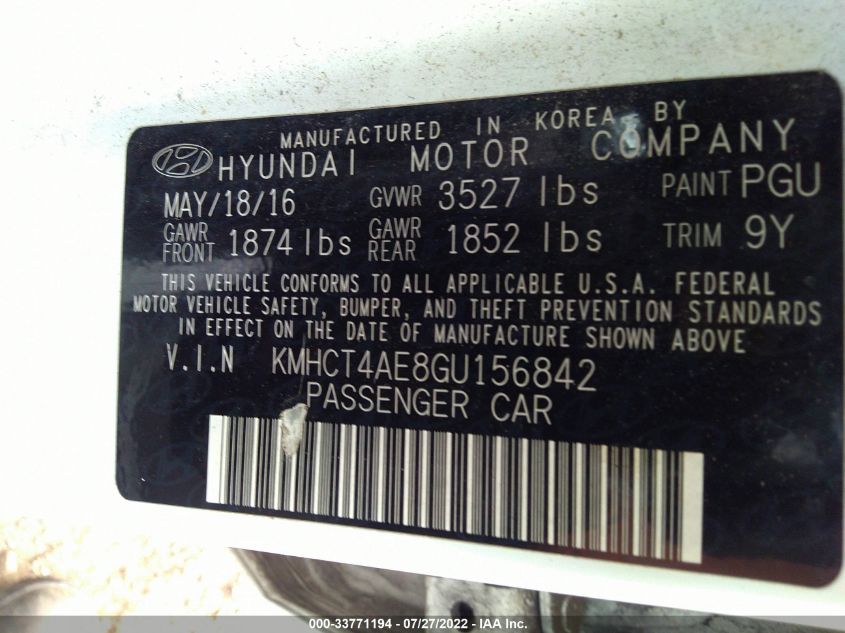 MANUFACTURED IN KOREA BY
HYUNDAI MOTOR COMPANY
MAY/18/16 GVWR 3527 lbs PAINT PGU
GAWR FRONT 1874 lbs GAWR REAR 1852 lbs TRIM 9Y
THIS VEHICLE CONFORMS TO ALL APPLICABLE U.S.A. FEDERAL
MOTOR VEHICLE SAFETY, BUMPER, AND THEFT PREVENTION STANDARDS
IN EFFECT ON THE DATE OF MANUFACTURE SHOWN ABOVE
V.I.N KMHCT4AE8GU156842
PASSENGER CAR
000-33771194 - 07/27/2022 - IAA Inc.